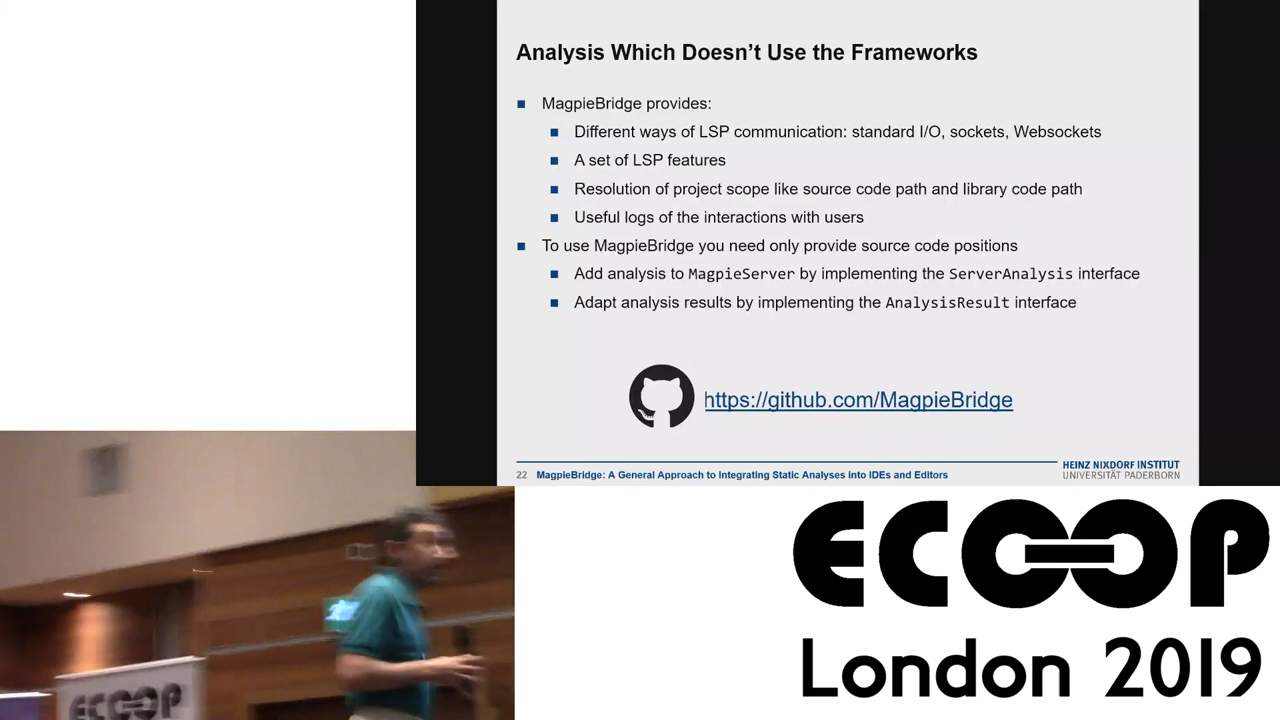 Analysis Which Doesn't Use the Frameworks
MagpieBridge provides:
Different ways of LSP communication: standard I/O, sockets, Websockets
A set of LSP features
Resolution of project scope like source code path and library code path
Useful logs of the interactions with users
To use MagpieBridge you need only provide source code positions
Add analysis to MagpieServer by implementing the ServerAnalysis interface
Adapt analysis results by implementing the AnalysisResult interface
https://github.com/MagpieBridge
22 MagpieBridge: A General Approach to Integrating Static Analyses into IDEs and Editors
HEINZ NIXDORF INSTITUT
UNIVERSITÄT PADERBORN
ECOOP
ECOOP
London 2019